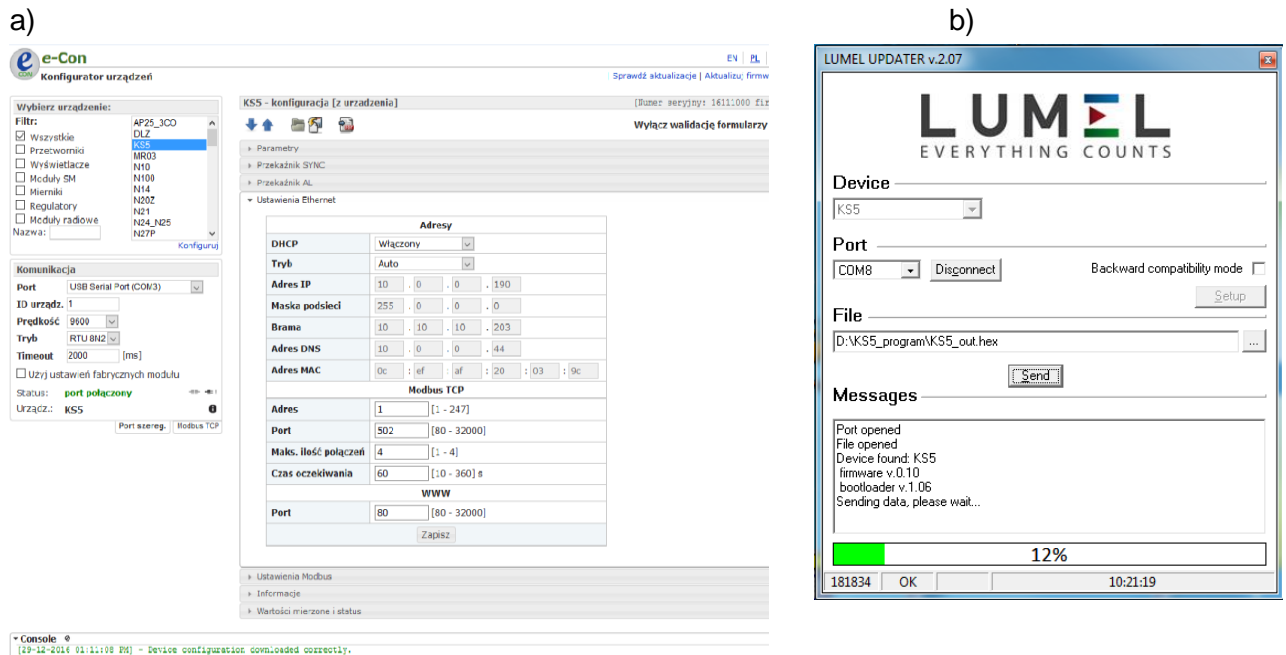 a)
b)
e
CON
e-Con
Konfigurator urządzeń
EN | PL |
Sprawdź aktualizacje | Aktualizuj firmw
Wybierz urządzenie:
Filtr:
Wszystkie
Przetworniki
Wyświetlacze
Moduły SM
Mierniki
Regulatory
Moduły radiowe
Nazwa:
AP25_3CO
DLZ
KS5
MR03
N10
N100
N14
N20Z
N21
N24_N25
N27P
Konfiguruj
Komunikacja
Port USB Serial Port (COM3)
ID urządz. 1
Prędkość 9600
Tryb RTU 8N2
Timeout 2000 [ms]
Użyj ustawień fabrycznych modułu
Status: port połączony
Urządz.: KS5
Port szereg. Modbus TCP
KS5 - konfiguracja [z urzadzenia]
[Numer seryjny: 16111000 fir
Wyłącz walidację formularzy
Parametry
Przekaźnik SYNC
Przekaźnik AL
Ustawienia Ethernet
Adresy
DHCP Włączony
Tryb Auto
Adres IP 10 . 0 . 0 . 190
Maska podsieci 255 . 0 . 0 . 0
Brama 10 . 10 . 10 . 203
Adres DNS 10 . 0 . 0 . 44
Adres MAC 0c : ef : af : 20 : 03 : 9c
Modbus TCP
Adres 1 [1 - 247]
Port 502 [80 - 32000]
Maks. ilość połączeń 4 [1 - 4]
Czas oczekiwania 60 [10 - 360] s
WWW
Port 80 [80 - 32000]
Zapisz
Ustawienia Modbus
Informacje
Wartości mierzone i status
Console
[29-12-2016 01:11:08 PM] - Device configuration downloaded correctly.
LUMEL UPDATER v.2.07
LUMEL
EVERYTHING COUNTS
Device
KS5
Port
COM8 Disconnect Backward compatibility mode
Setup
File
D:\KS5_program\KS5_out.hex ...
Send
Messages
Port opened
File opened
Device found: KS5
firmware v.0.10
bootloader v.1.06
Sending data, please wait...
12%
181834 OK 10:21:19